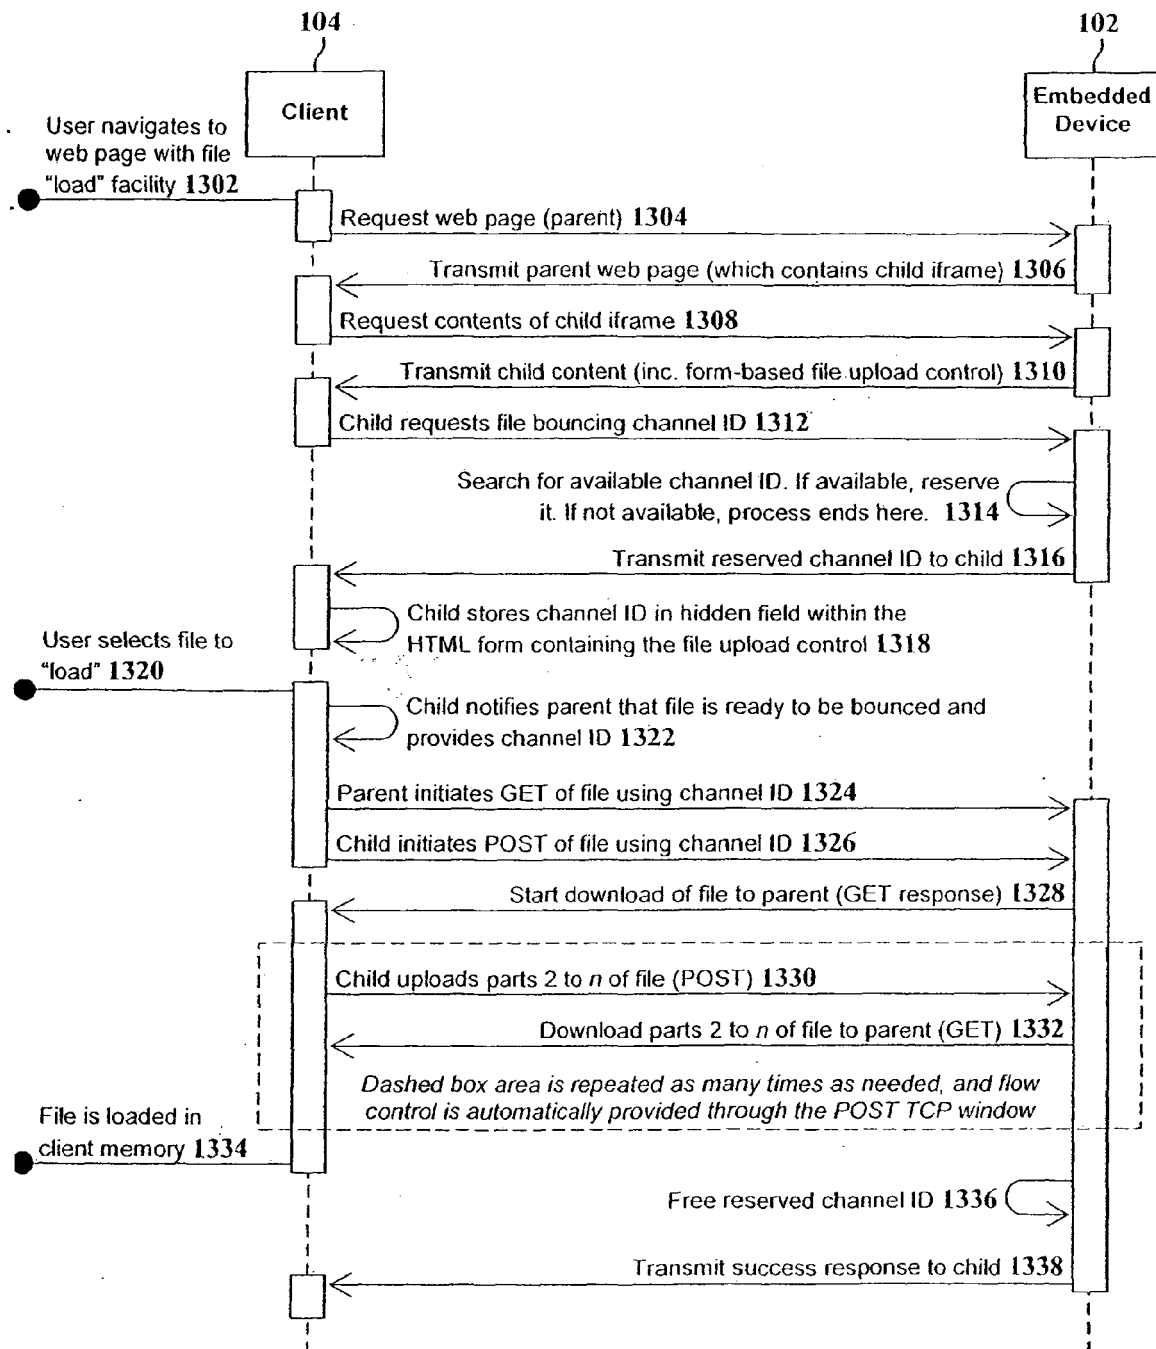 104
102
Client
Embedded
Device
User navigates to
web page with file
"load" facility 1302
Request web page (parent) 1304
Transmit parent web page (which contains child iframe) 1306
Request contents of child iframe 1308
Transmit child content (inc. form-based file upload control) 1310
Child requests file bouncing channel ID 1312
Search for available channel ID. If available, reserve
it. If not available, process ends here. 1314
Transmit reserved channel ID to child 1316
Child stores channel ID in hidden field within the
HTML form containing the file upload control 1318
User selects file to
"load" 1320
Child notifies parent that file is ready to be bounced and
provides channel ID 1322
Parent initiates GET of file using channel ID 1324
Child initiates POST of file using channel ID 1326
Start download of file to parent (GET response) 1328
Child uploads parts 2 to n of file (POST) 1330
Download parts 2 to n of file to parent (GET) 1332
Dashed box area is repeated as many times as needed, and flow
control is automatically provided through the POST TCP window
File is loaded in
client memory 1334
Free reserved channel ID 1336
Transmit success response to child 1338